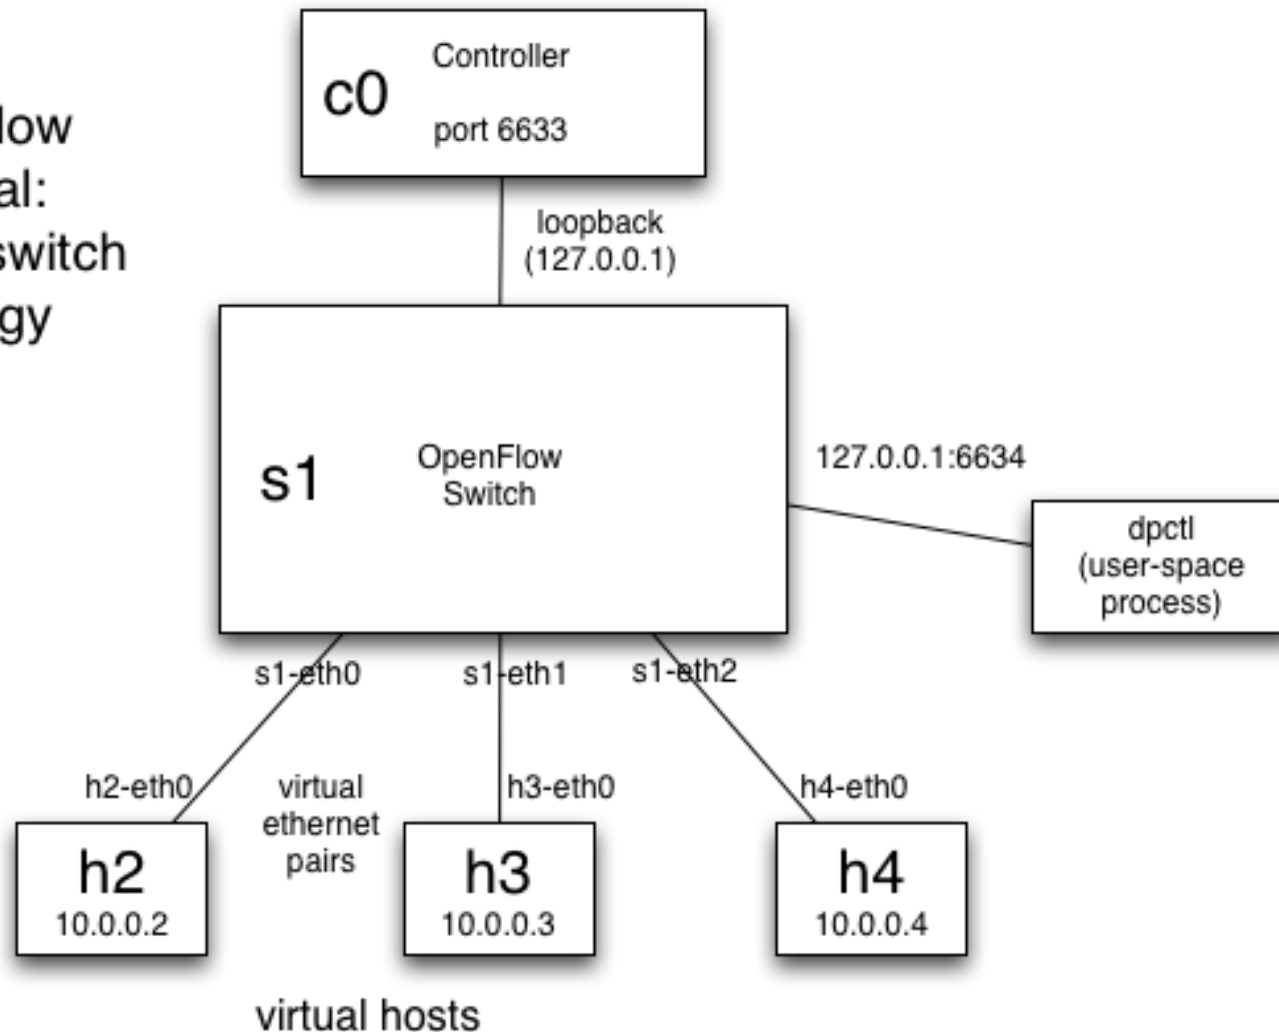 low
al:
switch
gy
c0
Controller
port 6633
loopback
(127.0.0.1)
s1
OpenFlow
Switch
127.0.0.1:6634
dpctl
(user-space
process)
s1-eth0
s1-eth1
s1-eth2
h2-eth0
virtual
ethernet
pairs
h3-eth0
h4-eth0
h2
10.0.0.2
h3
10.0.0.3
h4
10.0.0.4
virtual hosts